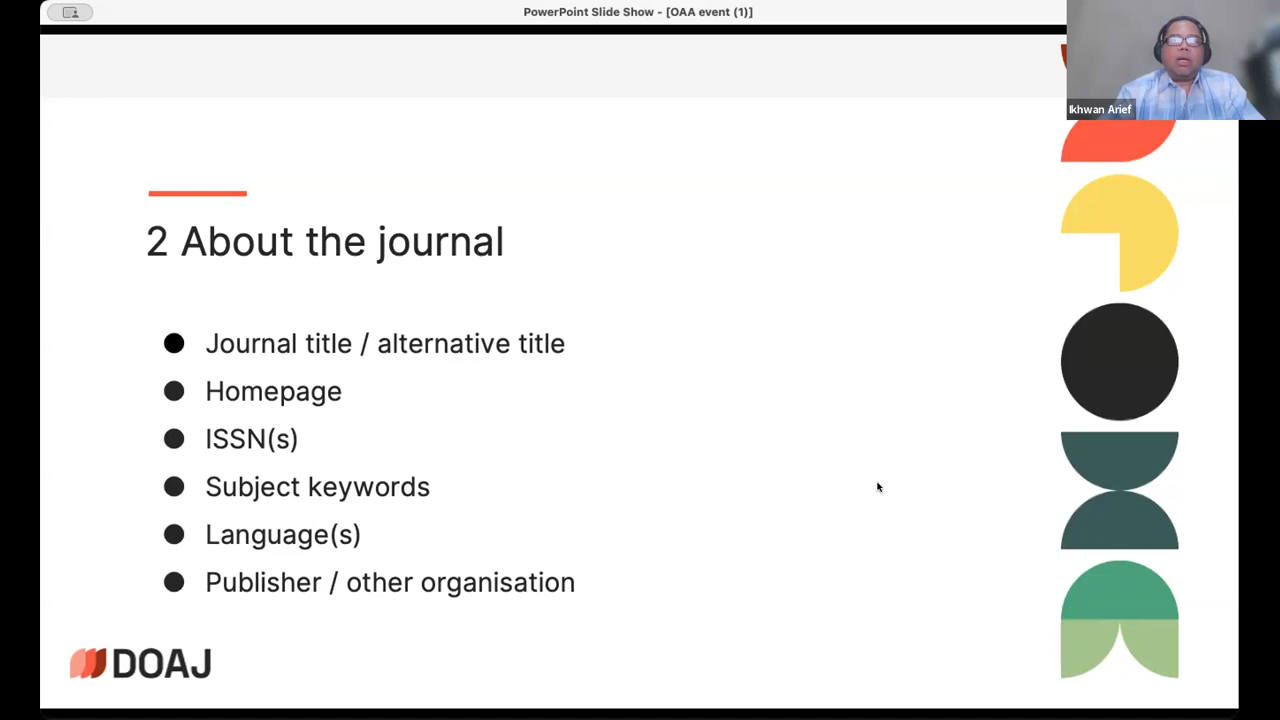 PowerPoint Slide Show - [OAA event (1)]
Ikhwan Arief
2 About the journal
Journal title / alternative title
Homepage
ISSN(s)
Subject keywords
Language(s)
Publisher / other organisation
DOAJ